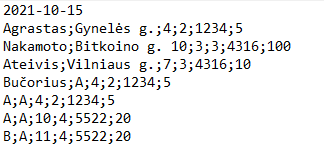 2021-10-15
Agrastas;Gynelės g.;4;2;1234;5
Nakamoto;Bitkoino g. 10;3;3;4316;100
Ateivis;Vilniaus g.;7;3;4316;10
Bučorius;A;4;2;1234;5
A;A;4;2;1234;5
A;A;10;4;5522;20
B;A;11;4;5522;20